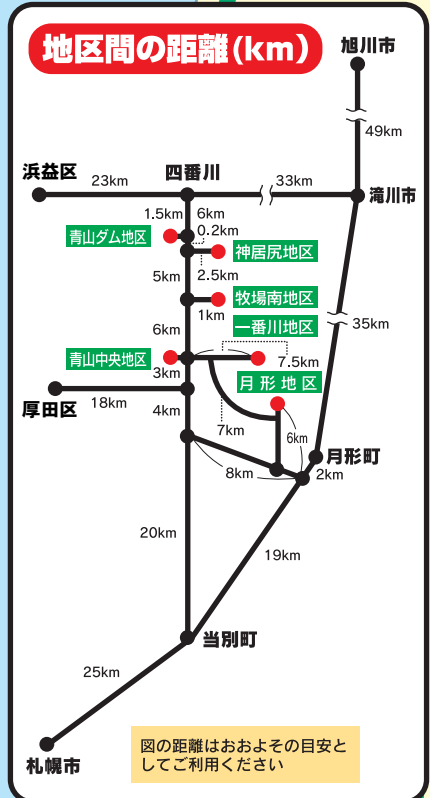 地区間の距離(km)
旭川市
49km
浜益区
23km
四番川
33km
滝川市
1.5km
6km
青山ダム地区
0.2km
神居尻地区
2.5km
5km
牧場南地区
1km
一番川地区
35km
6km
青山中央地区
7.5km
3km
月形地区
厚田区
18km
4km
7km
6km
月形町
8km
2km
20km
19km
当別町
25km
札幌市
図の距離はおおよその目安と
してご利用ください